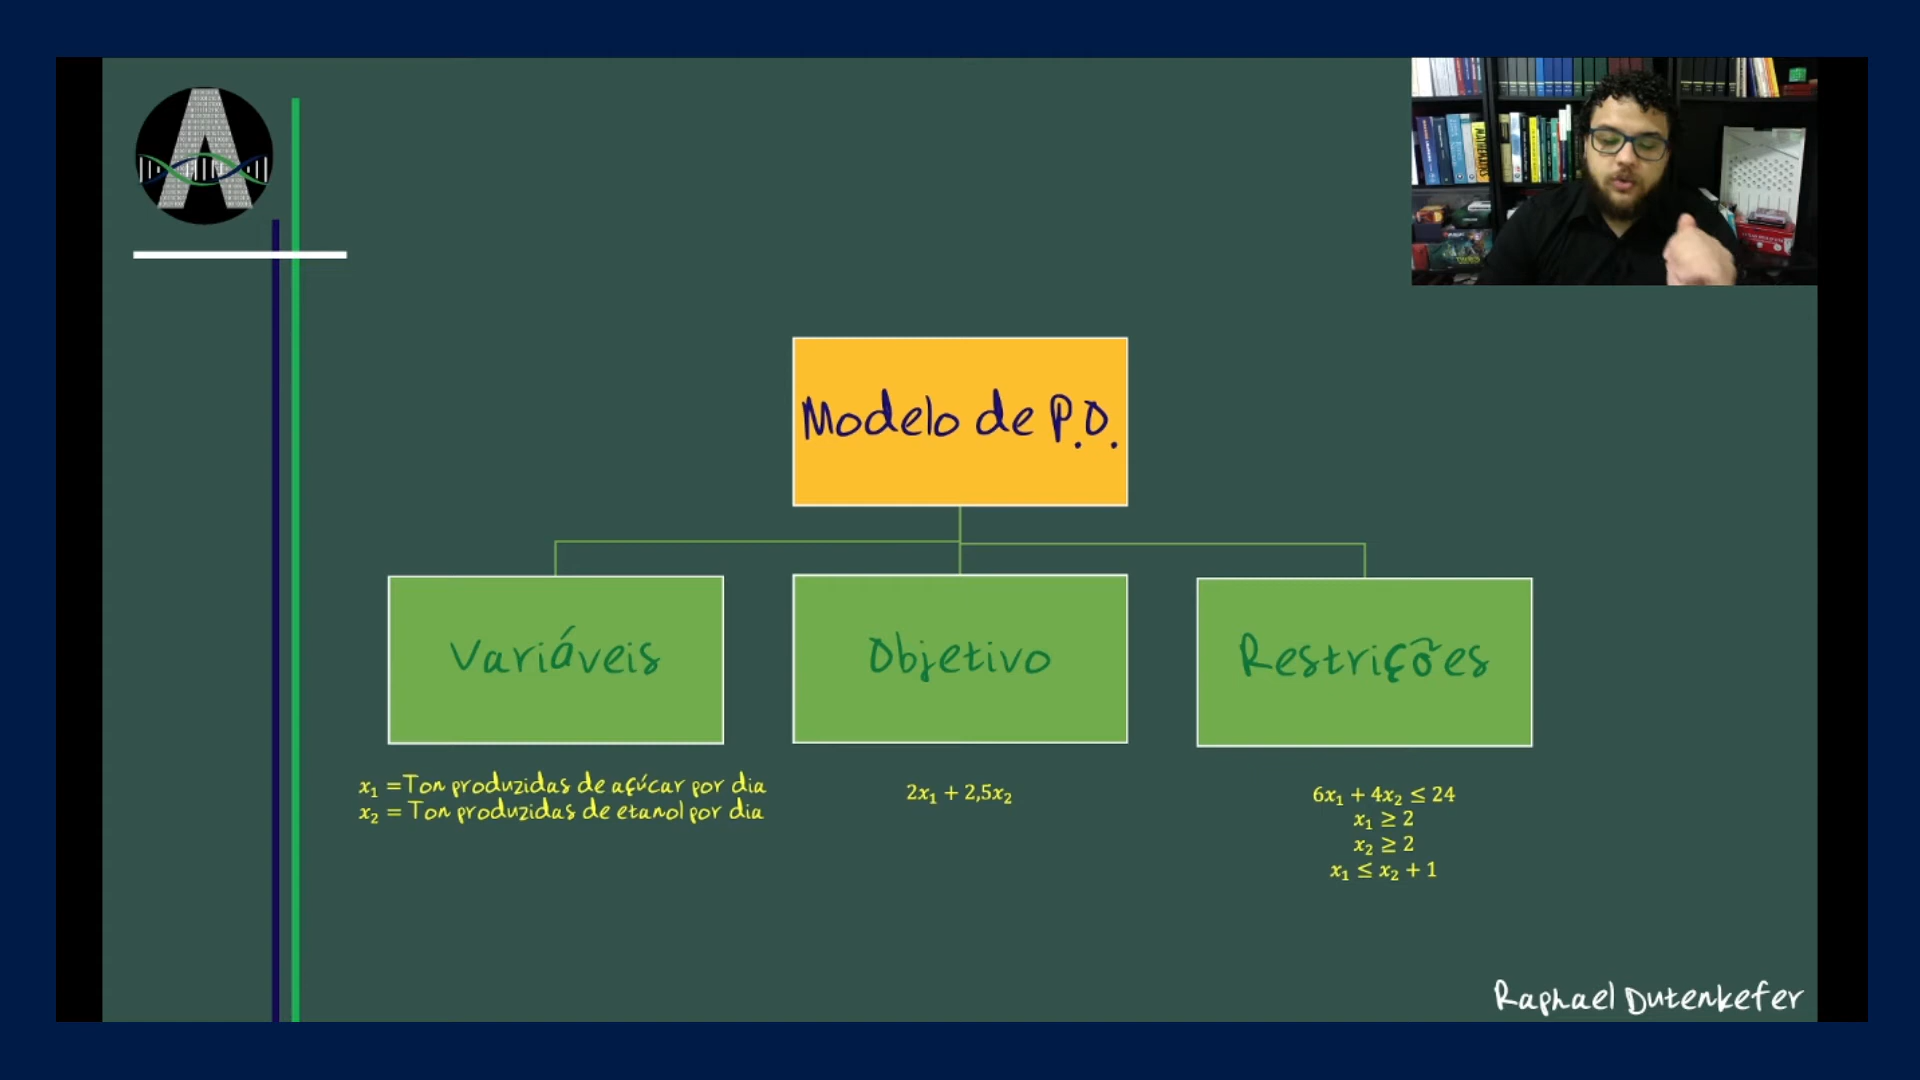 Modelo de P.O.
Variáveis
Objetivo
Restrições
x₁ =Ton produzidas de açúcar por dia
x₂ = Ton produzidas de etanol por dia
2x₁ + 2,5x₂
6x₁ + 4x₂ ≤ 24
x₁ ≥ 2
x₂ ≥ 2
x₁ ≤ x₂ + 1
Raphael Dutenkefer